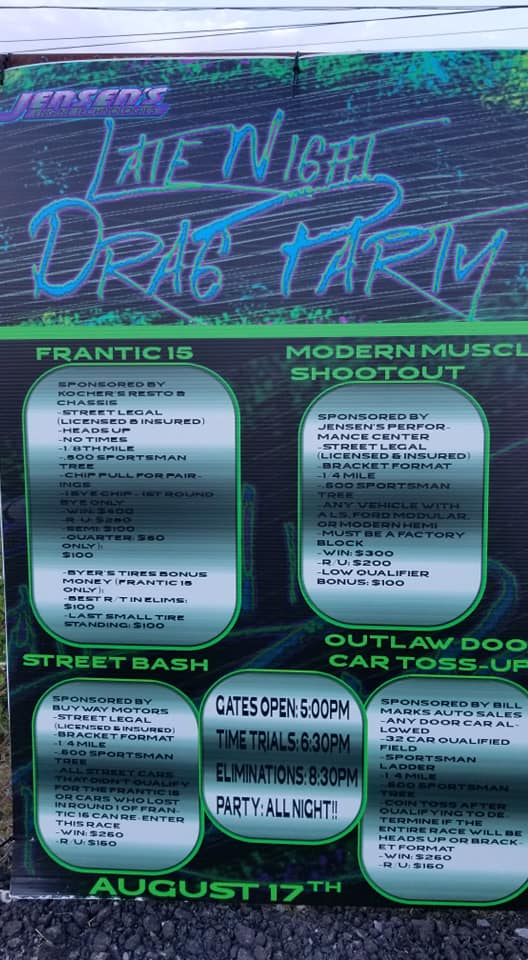 JENSEN'S
ENGINE TECHNOLOGIES
LATE NIGHT
DRAG PARTY
FRANTIC 15
SPONSORED BY
KOCHER'S RESTO &
CHASSIS
-STREET LEGAL
(LICENSED & INSURED)
-HEADS UP
-NO TIMES
-1/8TH MILE
-.500 SPORTSMAN
TREE
-CHIP PULL FOR PAIR-
INGS
-1 BYE CHIP - 1ST ROUND
BYE ONLY
-WIN: $400
-R/U: $250
-SEMI: $100
-QUARTER: $60
ONLY):
$100
-BYER'S TIRES BONUS
MONEY (FRANTIC 15
ONLY):
-BEST R/T IN ELIMS:
$100
-LAST SMALL TIRE
STANDING: $100
MODERN MUSCL
SHOOTOUT
SPONSORED BY
JENSEN'S PERFOR-
MANCE CENTER
-STREET LEGAL
(LICENSED & INSURED)
-BRACKET FORMAT
-1/4 MILE
-.500 SPORTSMAN
TREE
-ANY VEHICLE WITH
A LS, FORD MODULAR,
OR MODERN HEMI
-MUST BE A FACTORY
BLOCK
-WIN: $300
-R/U: $200
-LOW QUALIFIER
BONUS: $100
STREET BASH
SPONSORED BY
BUY WAY MOTORS
-STREET LEGAL
(LICENSED & INSURED)
-BRACKET FORMAT
-1/4 MILE
-.500 SPORTSMAN
TREE
-ALL STREET CARS
THAT DIDN'T QUALIFY
FOR THE FRANTIC 15
OR CARS WHO LOST
IN ROUND 1 OF FRAN-
TIC 15 CAN RE-ENTER
THIS RACE
-WIN: $250
-R/U: $150
GATES OPEN: 5:00PM
TIME TRIALS: 6:30PM
ELIMINATIONS: 8:30PM
PARTY: ALL NIGHT!!
OUTLAW DOO
CAR TOSS-UP
SPONSORED BY BILL
MARKS AUTO SALES
-ANY DOOR CAR AL-
LOWED
-32 CAR QUALIFIED
FIELD
-SPORTSMAN
LADDER
-1/4 MILE
-.500 SPORTSMAN
TREE
-COIN TOSS AFTER
QUALIFYING TO DE-
TERMINE IF THE
ENTIRE RACE WILL BE
HEADS UP OR BRACK-
ET FORMAT
-WIN: $250
-R/U: $150
AUGUST 17TH